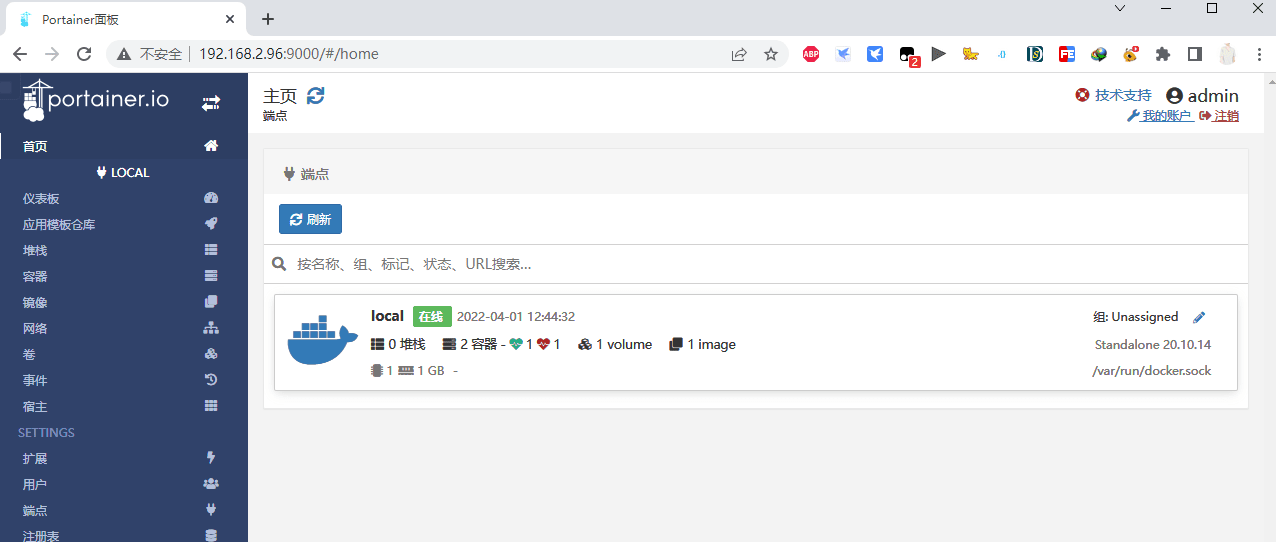 Portainer面板
不安全 192.168.2.96:9000/#/home
ABP
2
portainer.io
主页
技术支持 admin
端点
我的账户 注销
首页
LOCAL
仪表板
应用模板仓库
堆栈
容器
镜像
网络
卷
事件
宿主
SETTINGS
扩展
用户
端点
注册表
端点
刷新
按名称、组、标记、状态、URL搜索...
local 在线 2022-04-01 12:44:32
组: Unassigned
0 堆栈 2 容器 - 1 1 1 volume 1 image
Standalone 20.10.14
1 1 GB -
/var/run/docker.sock